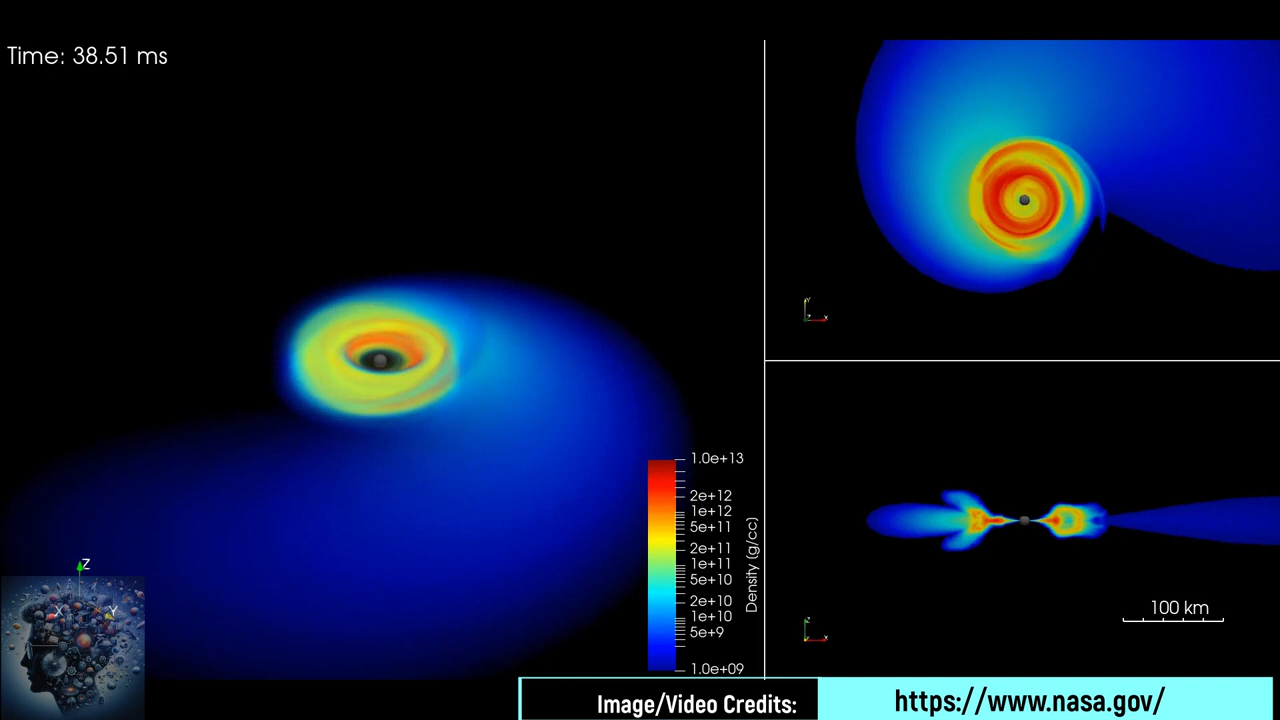 Time: 38.51 ms
Y
Z
X
1.0e+13
2e+12
1e+12
5e+11
2e+11
1e+11
5e+10
2e+10
1e+10
5e+9
1.0e+09
Density (g/cc)
Z
X
Y
100 km
Z
Y
X
Image/Video Credits:
https://www.nasa.gov/